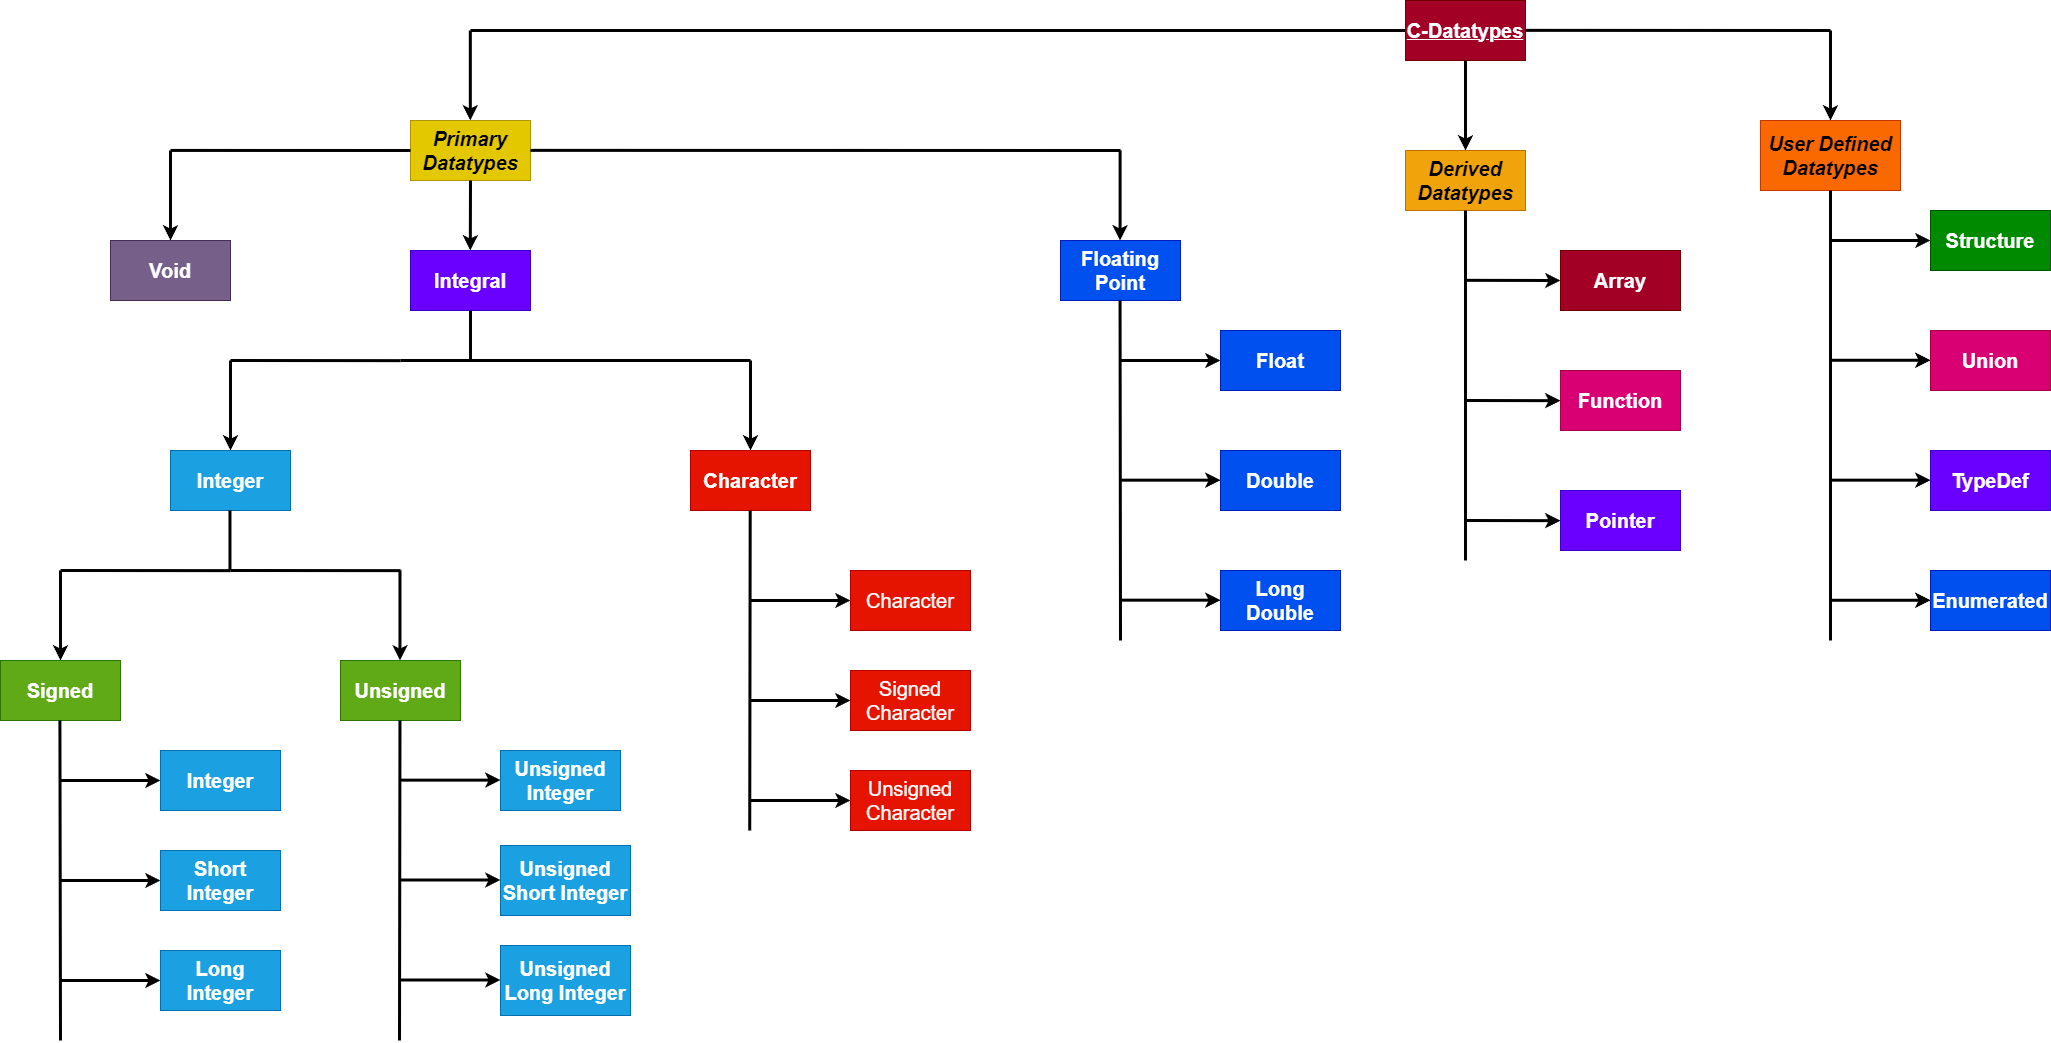 C-Datatypes
Primary
Datatypes
User Defined
Datatypes
Derived
Datatypes
Void
Integral
Floating
Point
Structure
Array
Float
Union
Function
Integer
Character
Double
TypeDef
Pointer
Character
Long
Double
Enumerated
Signed
Unsigned
Signed
Character
Integer
Unsigned
Integer
Unsigned
Character
Short
Integer
Unsigned
Short Integer
Long
Integer
Unsigned
Long Integer